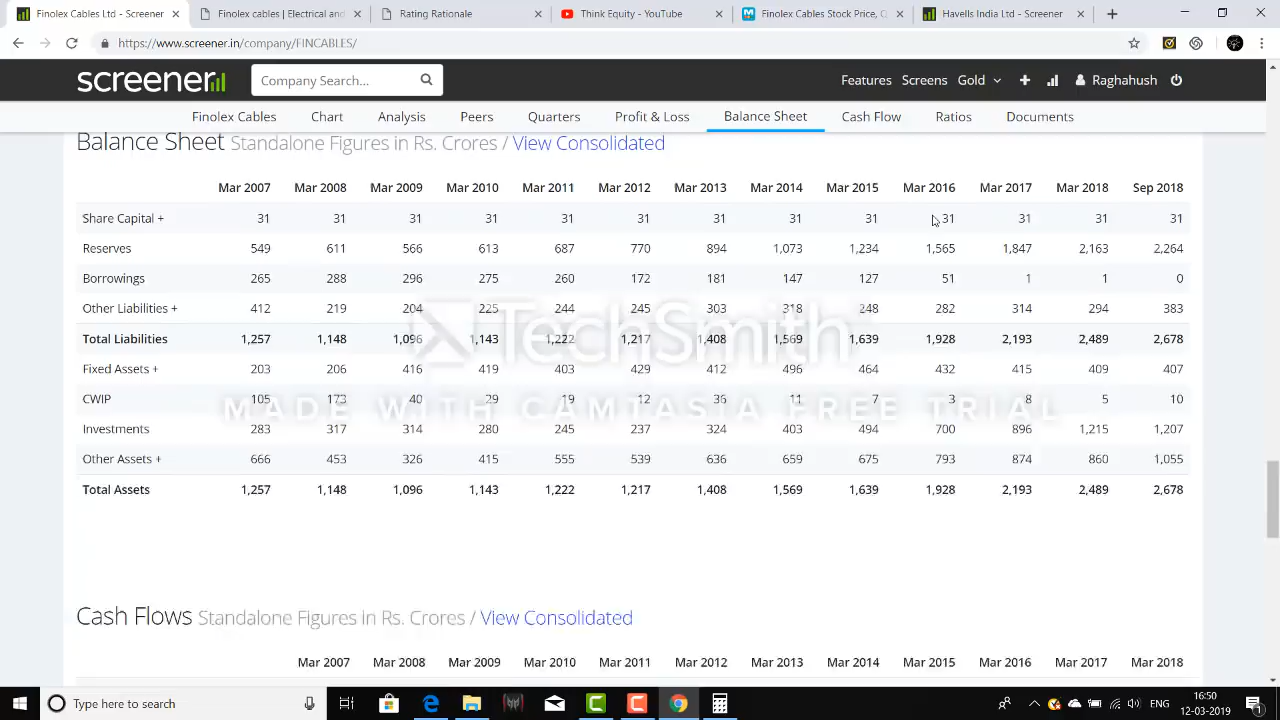 Finolex Cables Ltd - Screener
Finolex cables | Electrical and
Rating Rationale
Think Equity - YouTube
Finolex Cables Stock Price, Q
Havells India Ltd - Screener
https://www.screener.in/company/FINCABLES/
screener
Company Search...
Features Screens Gold Raghahush
Finolex Cables Chart Analysis Peers Quarters Profit & Loss Balance Sheet Cash Flow Ratios Documents
Balance Sheet Standalone Figures in Rs. Crores / View Consolidated
Mar 2007 Mar 2008 Mar 2009 Mar 2010 Mar 2011 Mar 2012 Mar 2013 Mar 2014 Mar 2015 Mar 2016 Mar 2017 Mar 2018 Sep 2018
Share Capital + 31 31 31 31 31 31 31 31 31 31 31 31 31
Reserves 549 611 566 613 687 770 894 1,073 1,234 1,565 1,847 2,163 2,264
Borrowings 265 288 296 275 260 172 181 147 127 51 1 1 0
Other Liabilities + 412 219 204 225 244 245 303 318 248 282 314 294 383
Total Liabilities 1,257 1,148 1,096 1,143 1,222 1,217 1,408 1,569 1,639 1,928 2,193 2,489 2,678
Fixed Assets + 203 206 416 419 403 429 412 496 464 432 415 409 407
CWIP 105 173 40 29 19 12 36 11 7 3 8 5 10
Investments 283 317 314 280 245 237 324 403 494 700 896 1,215 1,207
Other Assets + 666 453 326 415 555 539 636 659 675 793 874 860 1,055
Total Assets 1,257 1,148 1,096 1,143 1,222 1,217 1,408 1,569 1,639 1,928 2,193 2,489 2,678
TechSmith
MADE WITH CAMTASIA FREE TRIAL
Cash Flows Standalone Figures in Rs. Crores / View Consolidated
Mar 2007 Mar 2008 Mar 2009 Mar 2010 Mar 2011 Mar 2012 Mar 2013 Mar 2014 Mar 2015 Mar 2016 Mar 2017 Mar 2018
Type here to search
ENG
16:50
12-03-2019
1